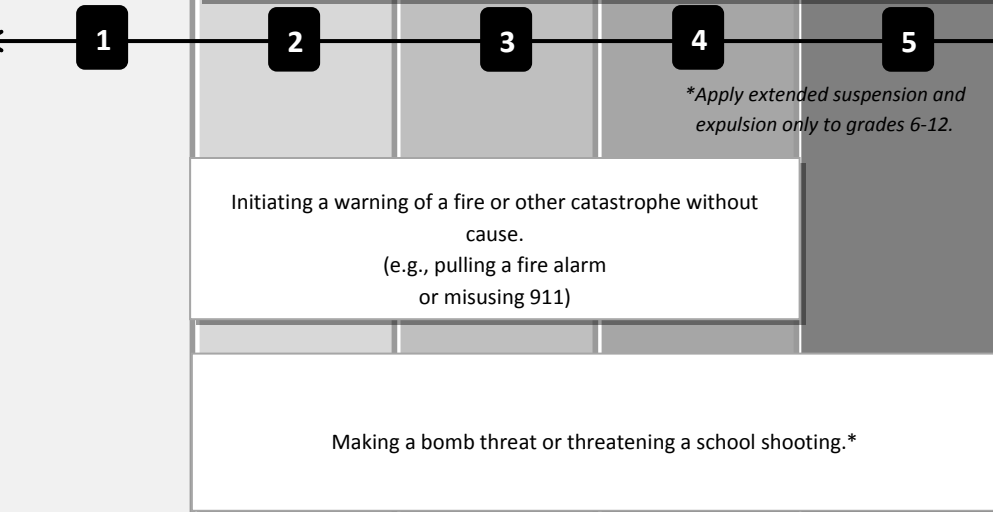 1 2 3 4 5
*Apply extended suspension and
expulsion only to grades 6-12.
Initiating a warning of a fire or other catastrophe without
cause.
(e.g., pulling a fire alarm
or misusing 911)
Making a bomb threat or threatening a school shooting.*